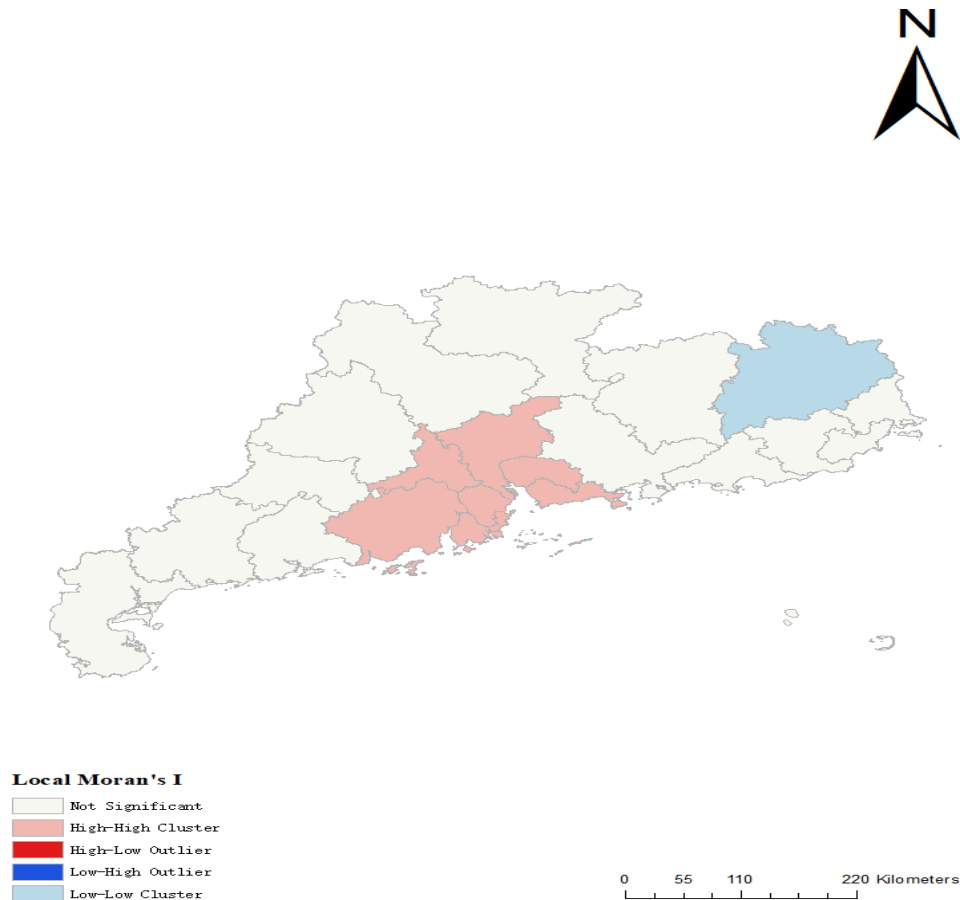 N
Local Moran's I
Not Significant
High-High Cluster
High-Low Outlier
Low-High Outlier
Low-Low Cluster
0 55 110 220 Kilometers